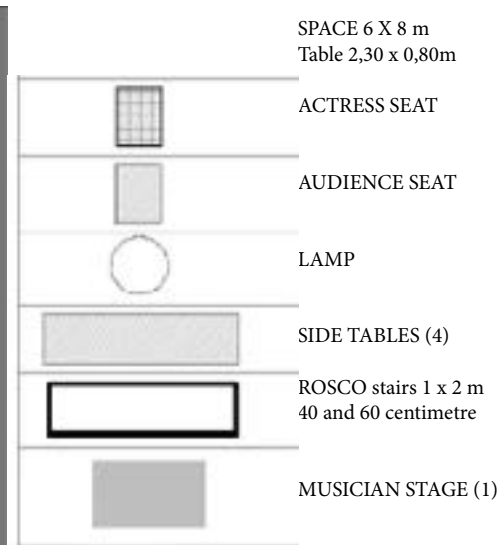 SPACE 6 X 8 m
Table 2,30 x 0,80m
ACTRESS SEAT
AUDIENCE SEAT
LAMP
SIDE TABLES (4)
ROSCO stairs 1 x 2 m
40 and 60 centimetre
MUSICIAN STAGE (1)